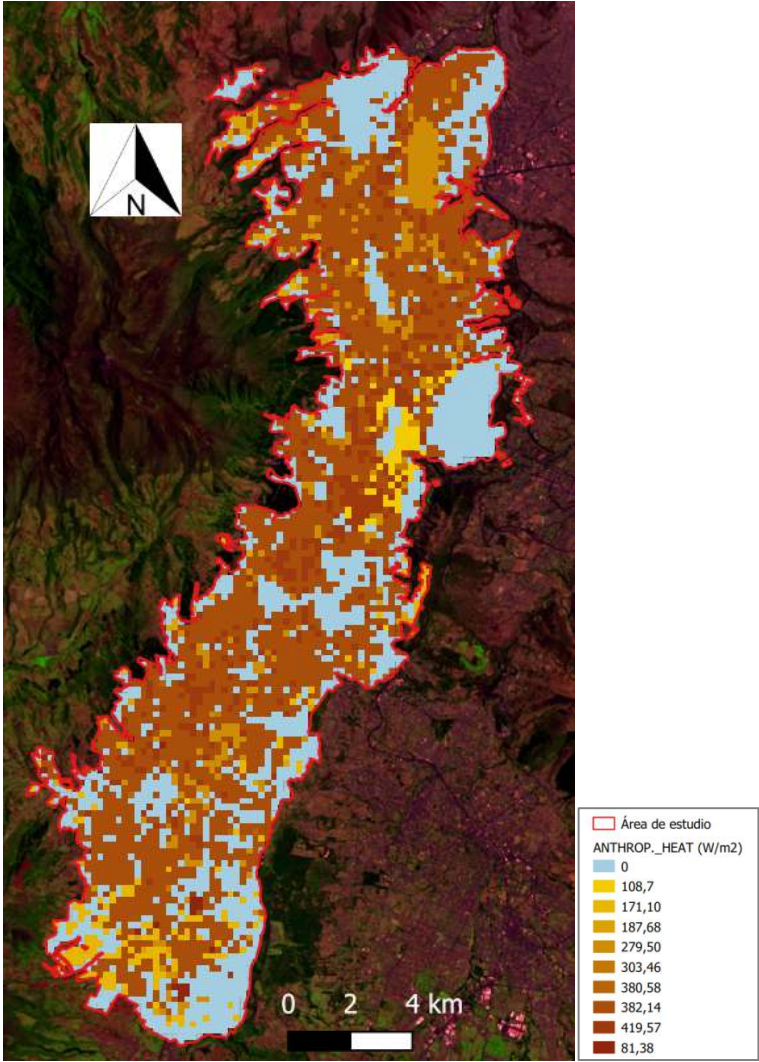 N
0 2 4 km
Área de estudio
ANTHROP._HEAT (W/m2)
0
108,7
171,10
187,68
279,50
303,46
380,58
382,14
419,57
81,38